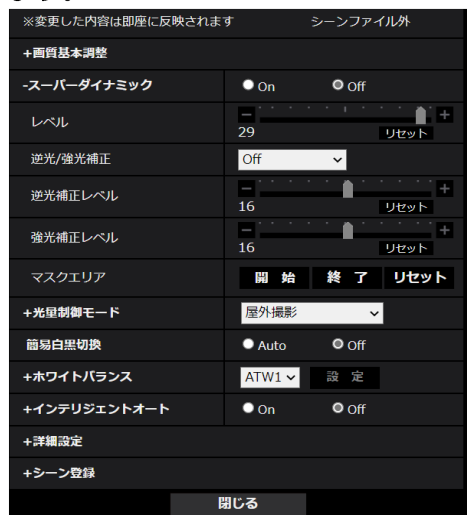 ※変更した内容は即座に反映されます シーンファイル外
+画質基本調整
-スーパーダイナミック On Off
レベル
29 リセット
逆光/強光補正 Off
逆光補正レベル
16 リセット
強光補正レベル
16 リセット
マスクエリア 開 始 終 了 リセット
+光量制御モード 屋外撮影
簡易白黒切換 Auto Off
+ホワイトバランス ATW1 設 定
+インテリジェントオート On Off
+詳細設定
+シーン登録
閉じる